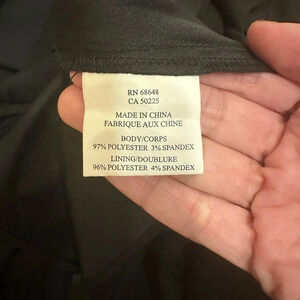 RN 68648
CA 50225
MADE IN CHINA
FABRIQUE AUX CHINE
BODY/CORPS
97% POLYESTER 3% SPANDEX
LINING/DOUBLURE
96% POLYESTER 4% SPANDEX